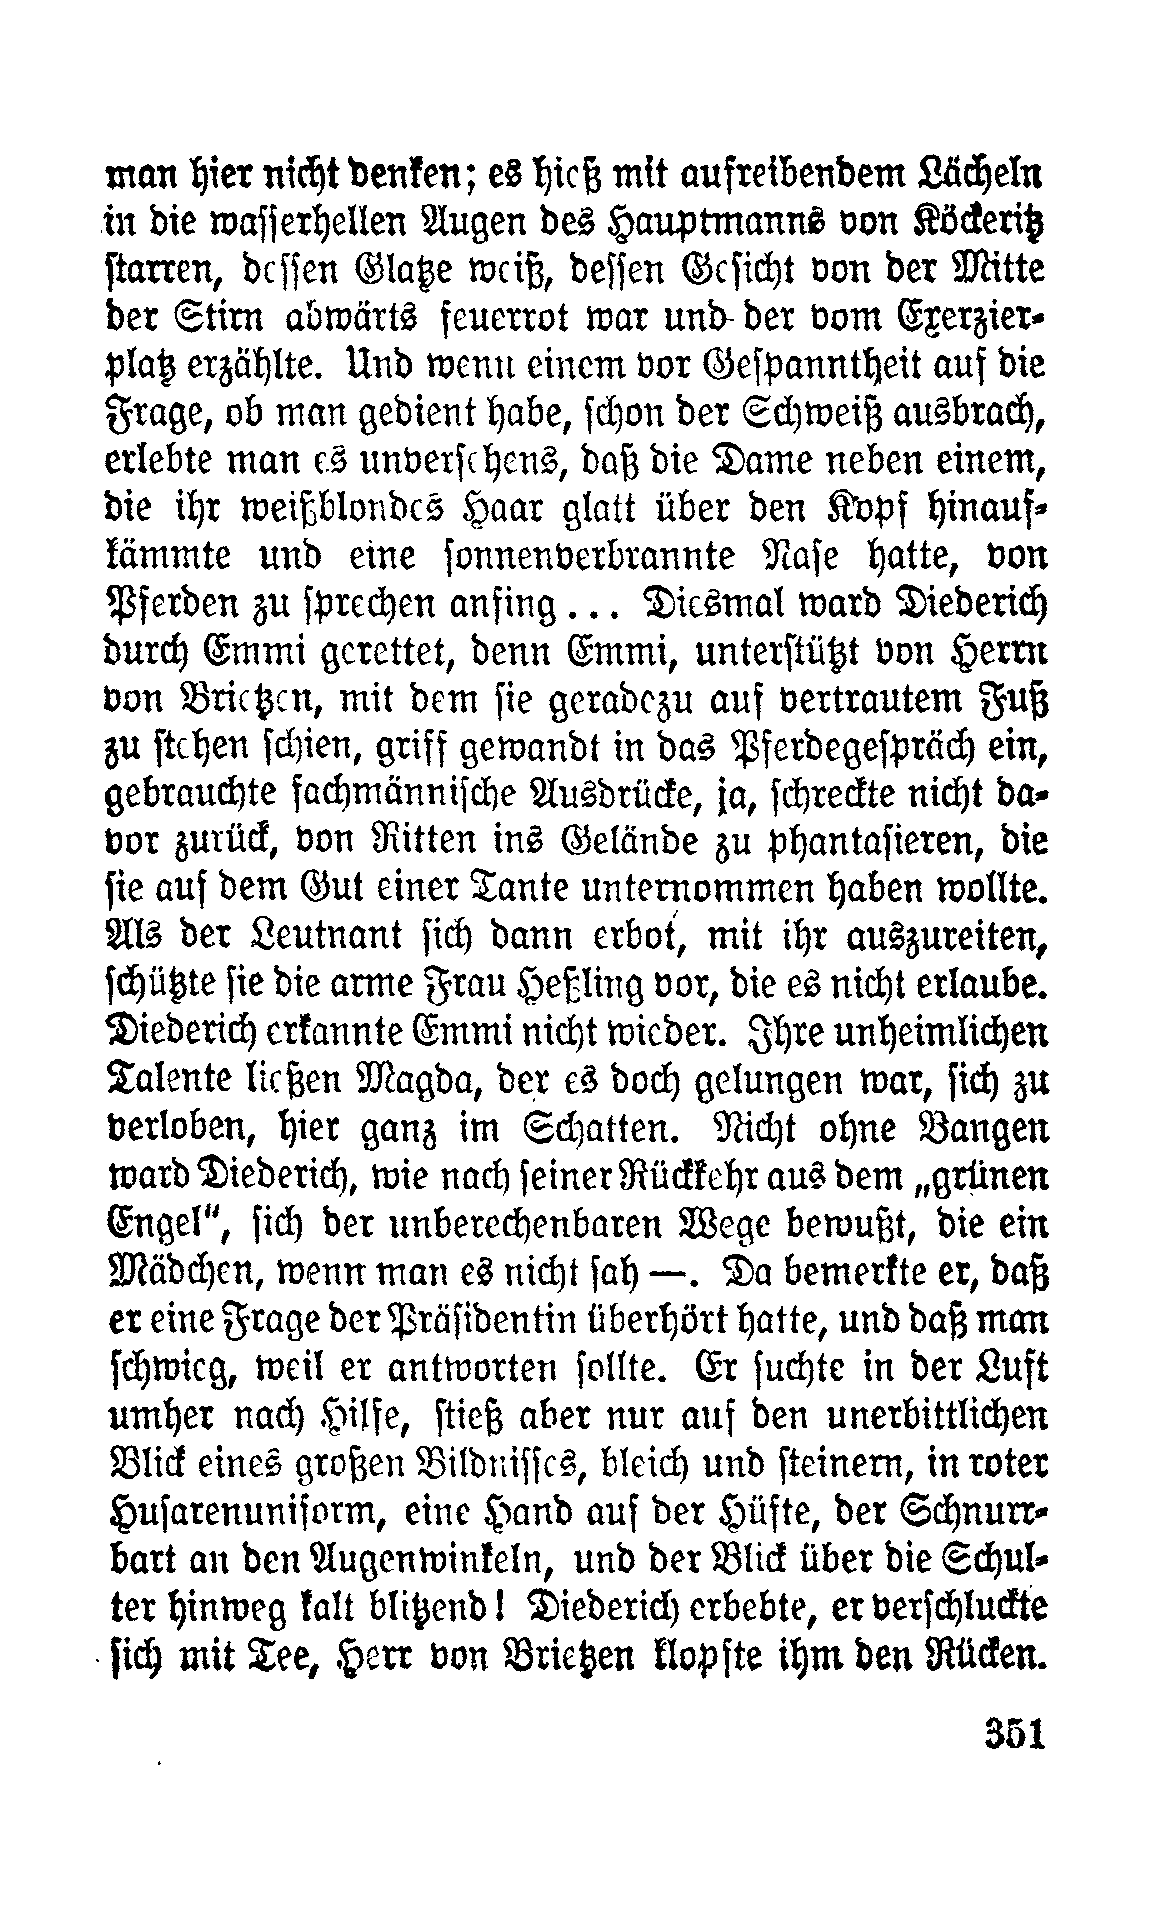 man hier nicht denken; es hieß mit aufreibendem Lächeln
in die wasserhellen Augen des Hauptmanns von Köckeritz
starren, dessen Glatze weiß, dessen Gesicht von der Mitte
der Stirn abwärts feuerrot war und der vom Exerzier-
platz erzählte. Und wenn einem vor Gespanntheit auf die
Frage, ob man gedient habe, schon der Schweiß ausbrach,
erlebte man es unversehens, daß die Dame neben einem,
die ihr weißblondes Haar glatt über den Kopf hinauf-
kämmte und eine sonnenverbrannte Nase hatte, von
Pferden zu sprechen anfing ... Diesmal ward Diederich
durch Emmi gerettet, denn Emmi, unterstützt von Herrn
von Brietzen, mit dem sie geradezu auf vertrautem Fuß
zu stehen schien, griff gewandt in das Pferdegespräch ein,
gebrauchte fachmännische Ausdrücke, ja, schreckte nicht da-
vor zurück, von Ritten ins Gelände zu phantasieren, die
sie auf dem Gut einer Tante unternommen haben wollte.
Als der Leutnant sich dann erbot, mit ihr auszureiten,
schützte sie die arme Frau Heßling vor, die es nicht erlaube.
Diederich erkannte Emmi nicht wieder. Ihre unheimlichen
Talente ließen Magda, der es doch gelungen war, sich zu
verloben, hier ganz im Schatten. Nicht ohne Bangen
ward Diederich, wie nach seiner Rückkehr aus dem „grünen
Engel“, sich der unberechenbaren Wege bewußt, die ein
Mädchen, wenn man es nicht sah —. Da bemerkte er, daß
er eine Frage der Präsidentin überhört hatte, und daß man
schwieg, weil er antworten sollte. Er suchte in der Luft
umher nach Hilfe, stieß aber nur auf den unerbittlichen
Blick eines großen Bildnisses, bleich und steinern, in roter
Husarenuniform, eine Hand auf der Hüfte, der Schnurr-
bart an den Augenwinkeln, und der Blick über die Schul-
ter hinweg kalt blitzend! Diederich erbebte, er verschluckte
sich mit Tee, Herr von Brietzen klopfte ihm den Rücken.
351